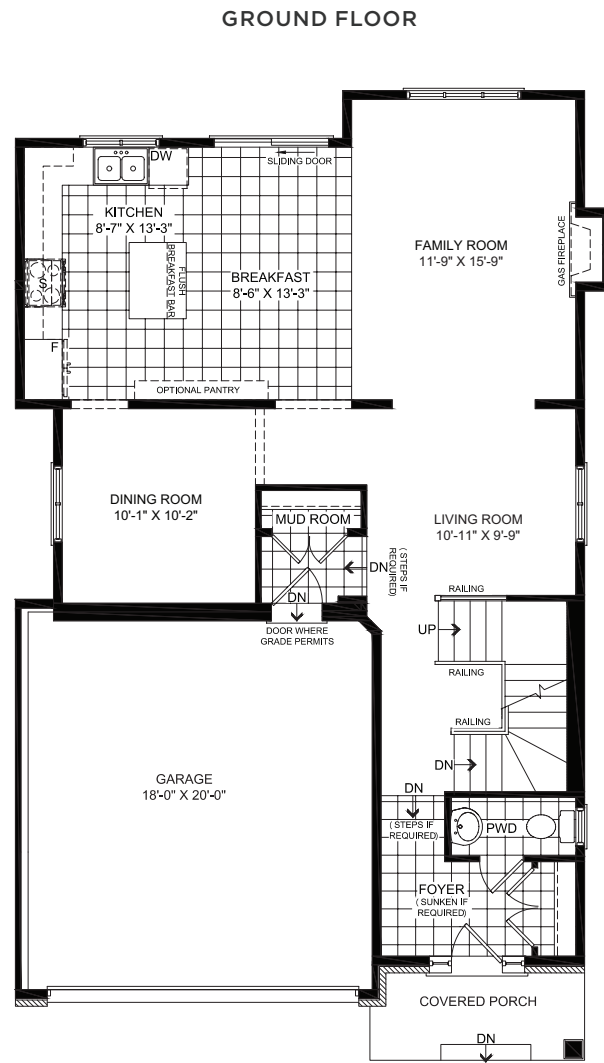 GROUND FLOOR
DW
SLIDING DOOR
KITCHEN
8'-7" X 13'-3"
FLUSH
BREAKFAST BAR
BREAKFAST
8'-6" X 13'-3"
FAMILY ROOM
11'-9" X 15'-9"
GAS FIREPLACE
S
F
OPTIONAL PANTRY
DINING ROOM
10'-1" X 10'-2"
MUD ROOM
LIVING ROOM
10'-11" X 9'-9"
DN
(STEPS IF
REQUIRED)
DN
DOOR WHERE
GRADE PERMITS
RAILING
UP
RAILING
RAILING
DN
GARAGE
18'-0" X 20'-0"
DN
(STEPS IF
REQUIRED)
PWD
FOYER
(SUNKEN IF
REQUIRED)
COVERED PORCH
DN